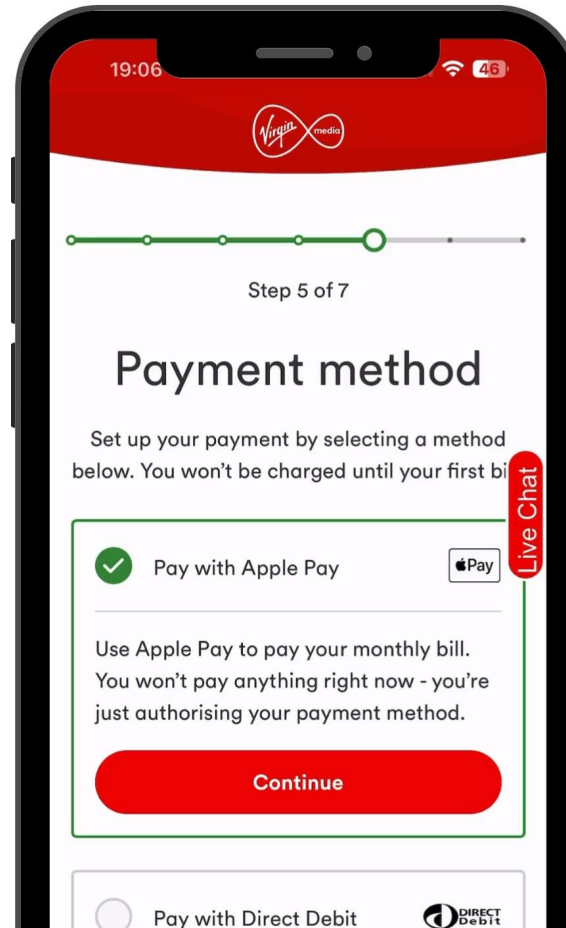 19:06
46
Virgin media
Step 5 of 7
Payment method
Set up your payment by selecting a method
below. You won't be charged until your first
Live Chat
Pay with Apple Pay
Pay
Use Apple Pay to pay your monthly bill.
You won't pay anything right now - you're
just authorising your payment method.
Continue
Pay with Direct Debit
DIRECT
Debit